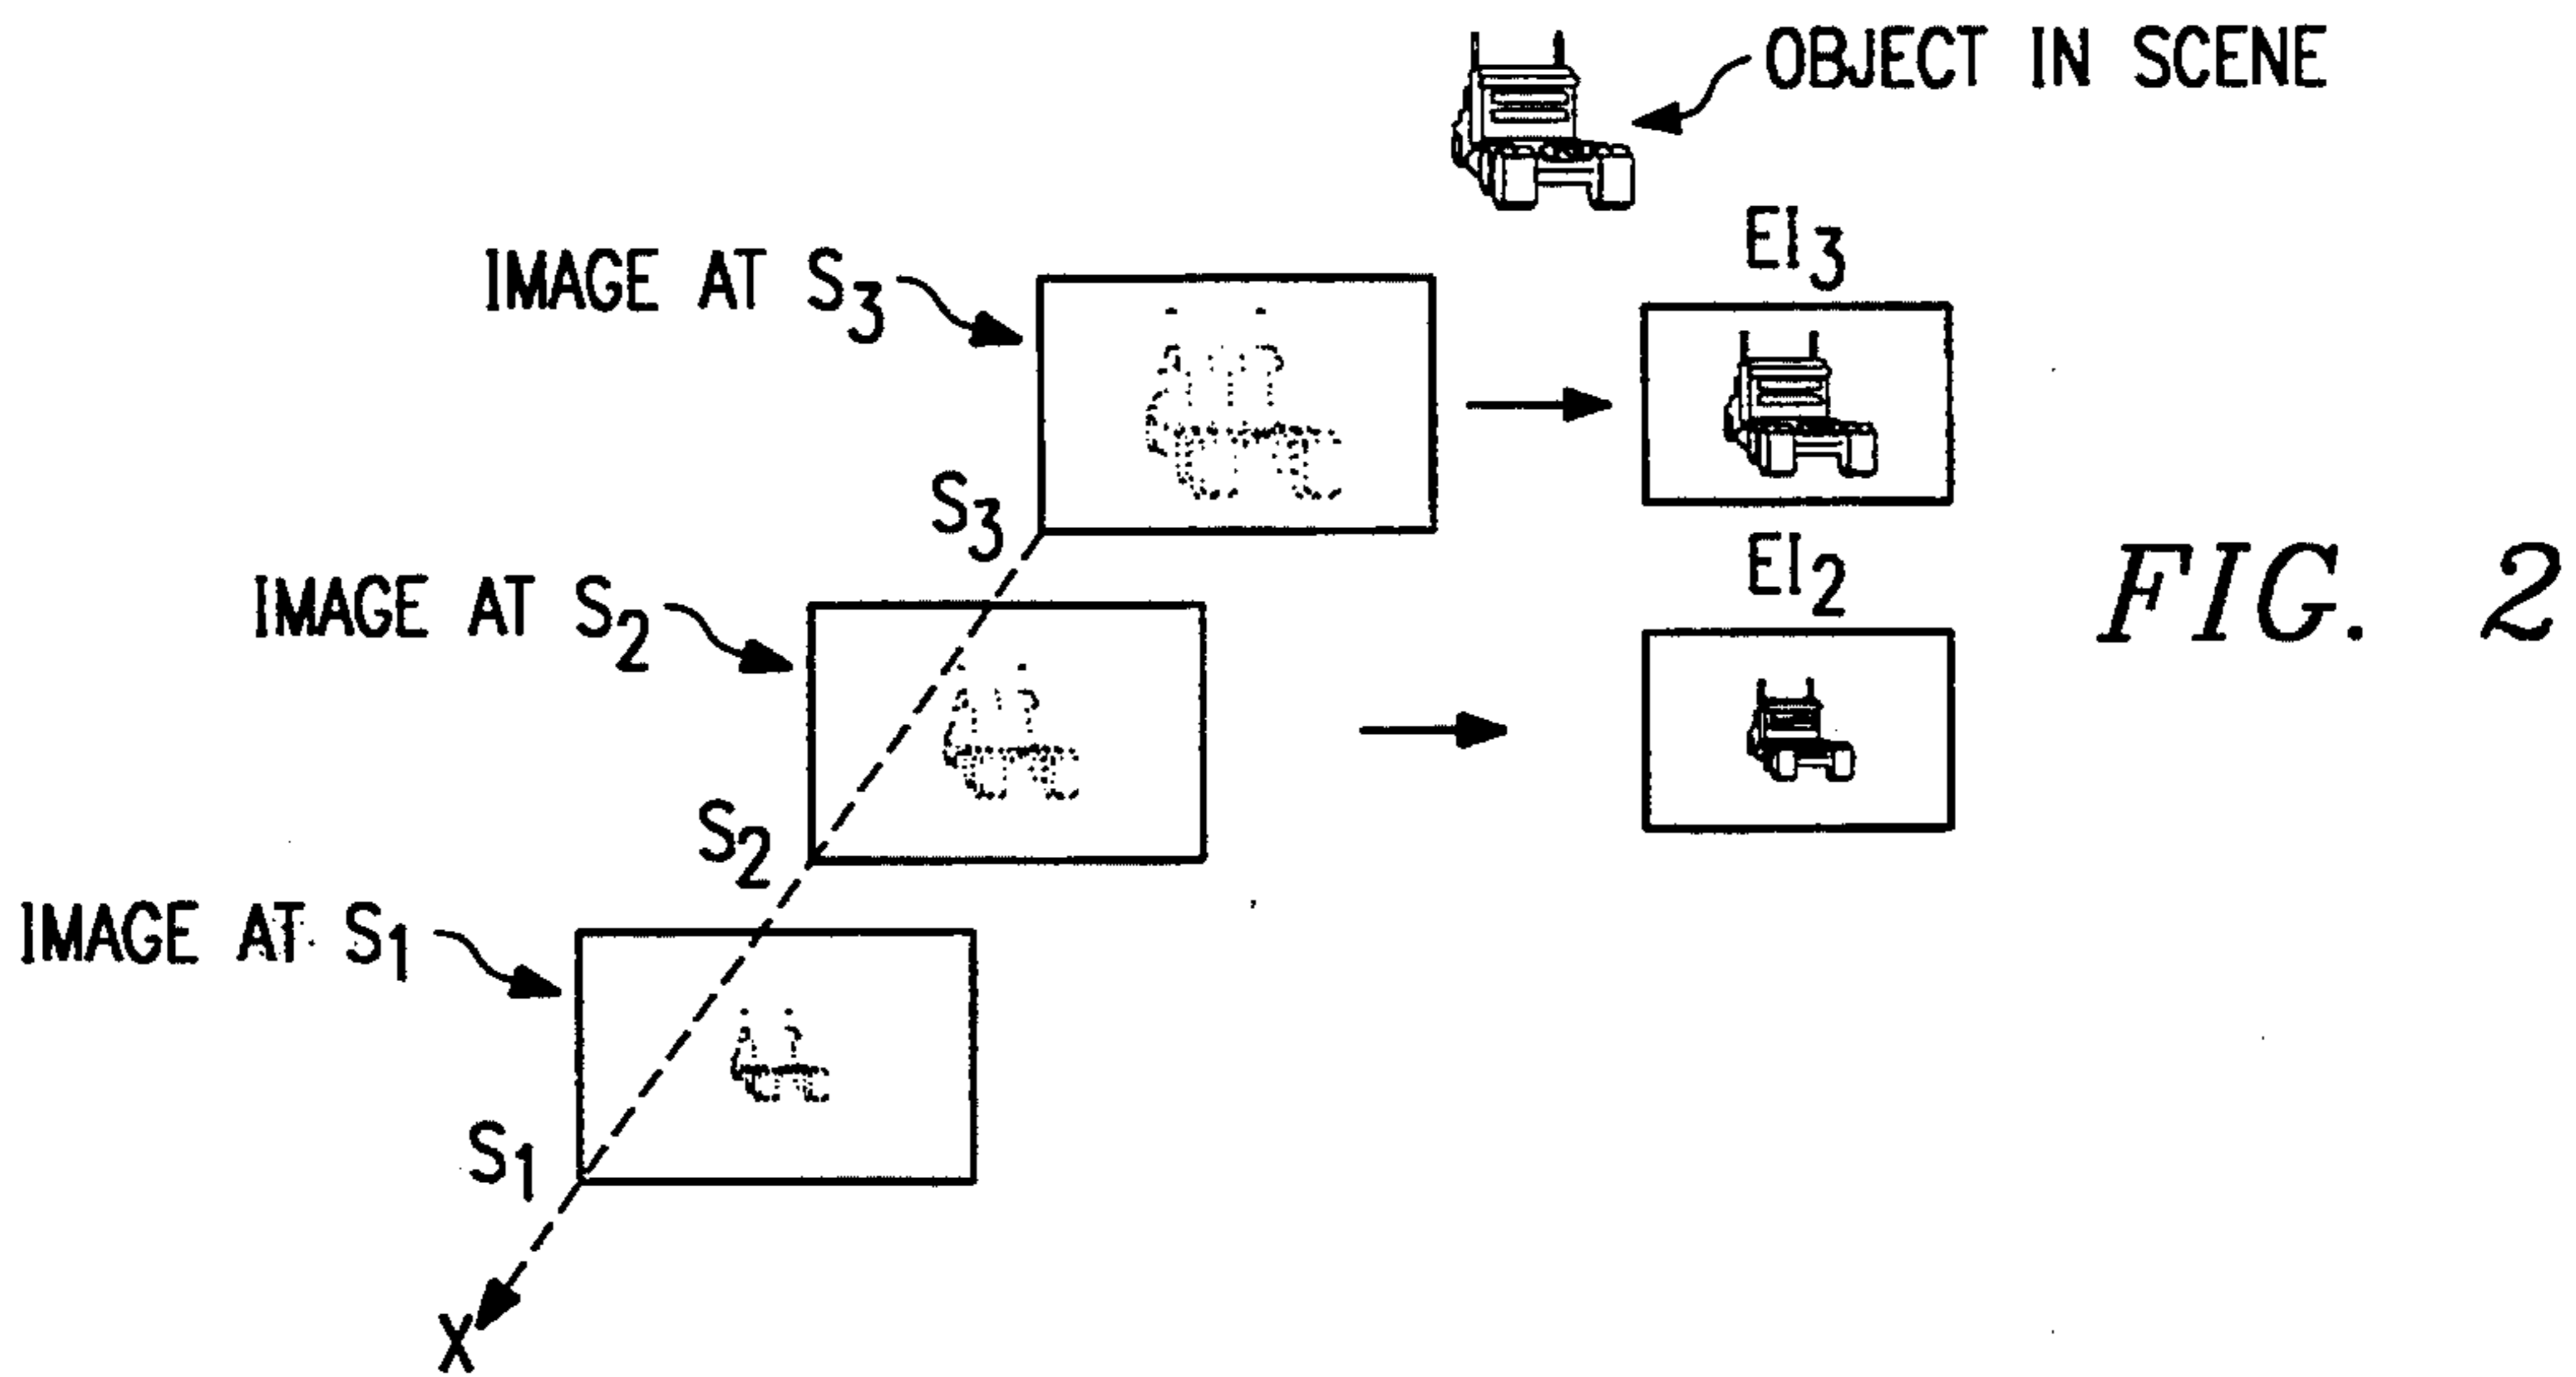 OBJECT IN SCENE
EI3
IMAGE AT S3
S3
EI2
IMAGE AT S2
FIG. 2
S2
IMAGE AT S1
S1
X